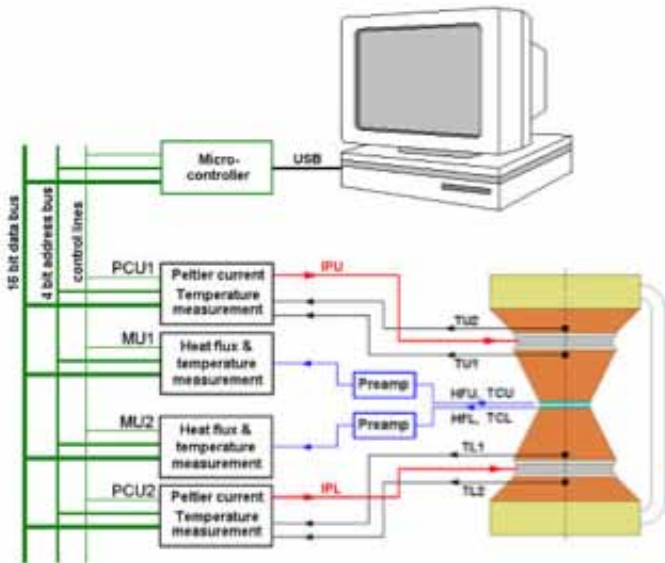 Micro-
controller
USB
16 bit data bus
4 bit address bus
control lines
PCU1
Peltier current
Temperature
measurement
IPU
TU2
TU1
MU1
Heat flux &
temperature
measurement
Preamp
HFU, TCU
HFL, TCL
Preamp
MU2
Heat flux &
temperature
measurement
TL1
PCU2
Peltier current
Temperature
measurement
IPL
TL2